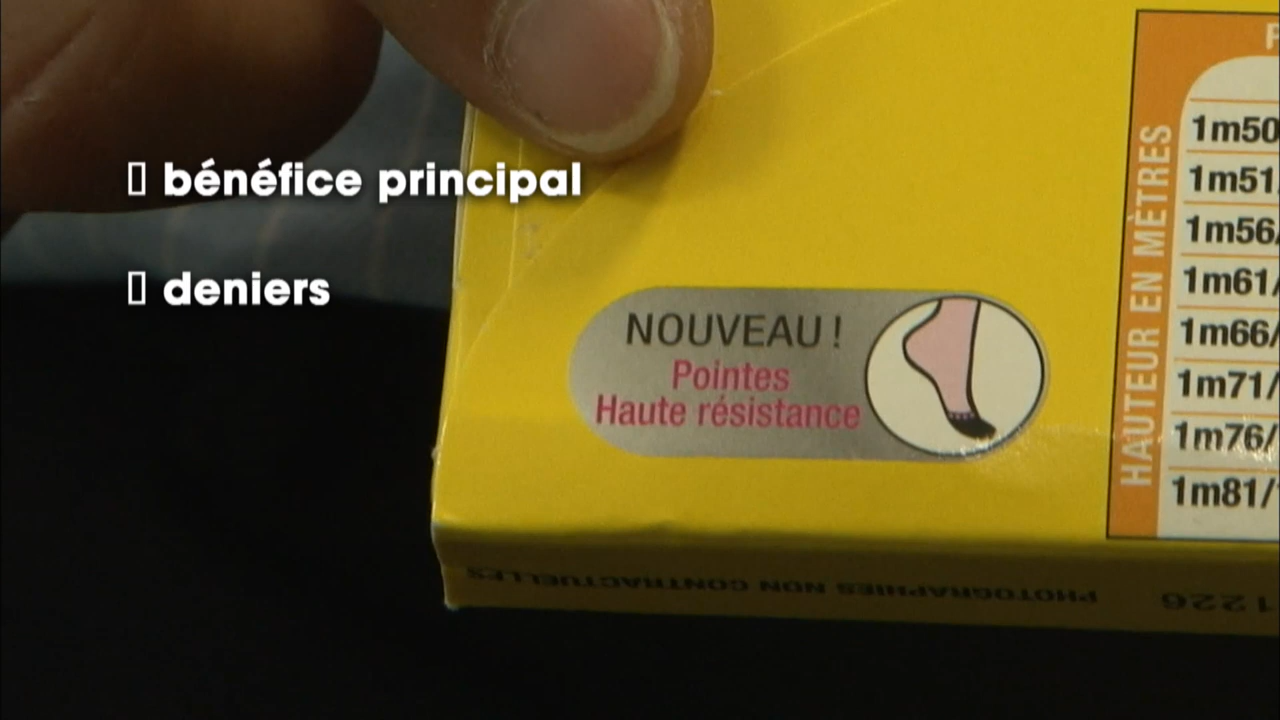 ▯ bénéfice principal
▯ deniers
NOUVEAU !
Pointes
Haute résistance
HAUTEUR EN MÈTRES
1m50
1m51
1m56/
1m61/
1m66/
1m71/
1m76/
1m81/
PHOTOGRAPHIES NON CONTRACTUELLES
1226